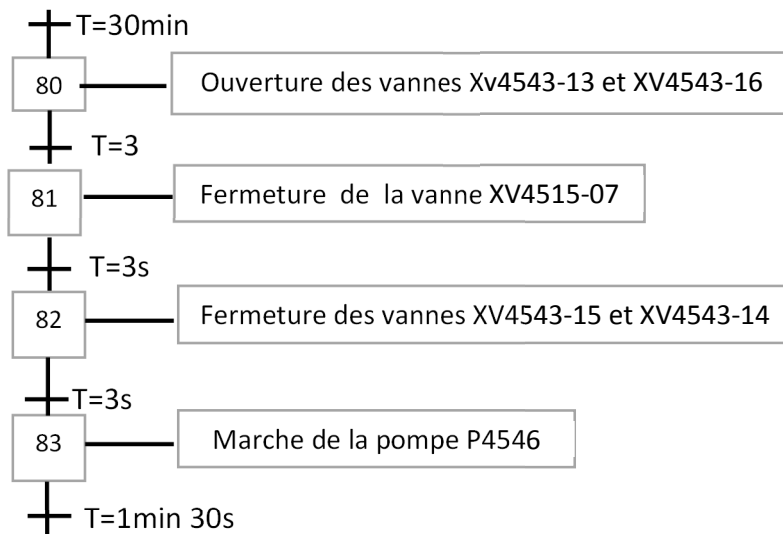 T=30min
80
Ouverture des vannes Xv4543-13 et XV4543-16
T=3
81
Fermeture de la vanne XV4515-07
T=3s
82
Fermeture des vannes XV4543-15 et XV4543-14
T=3s
83
Marche de la pompe P4546
T=1min 30s